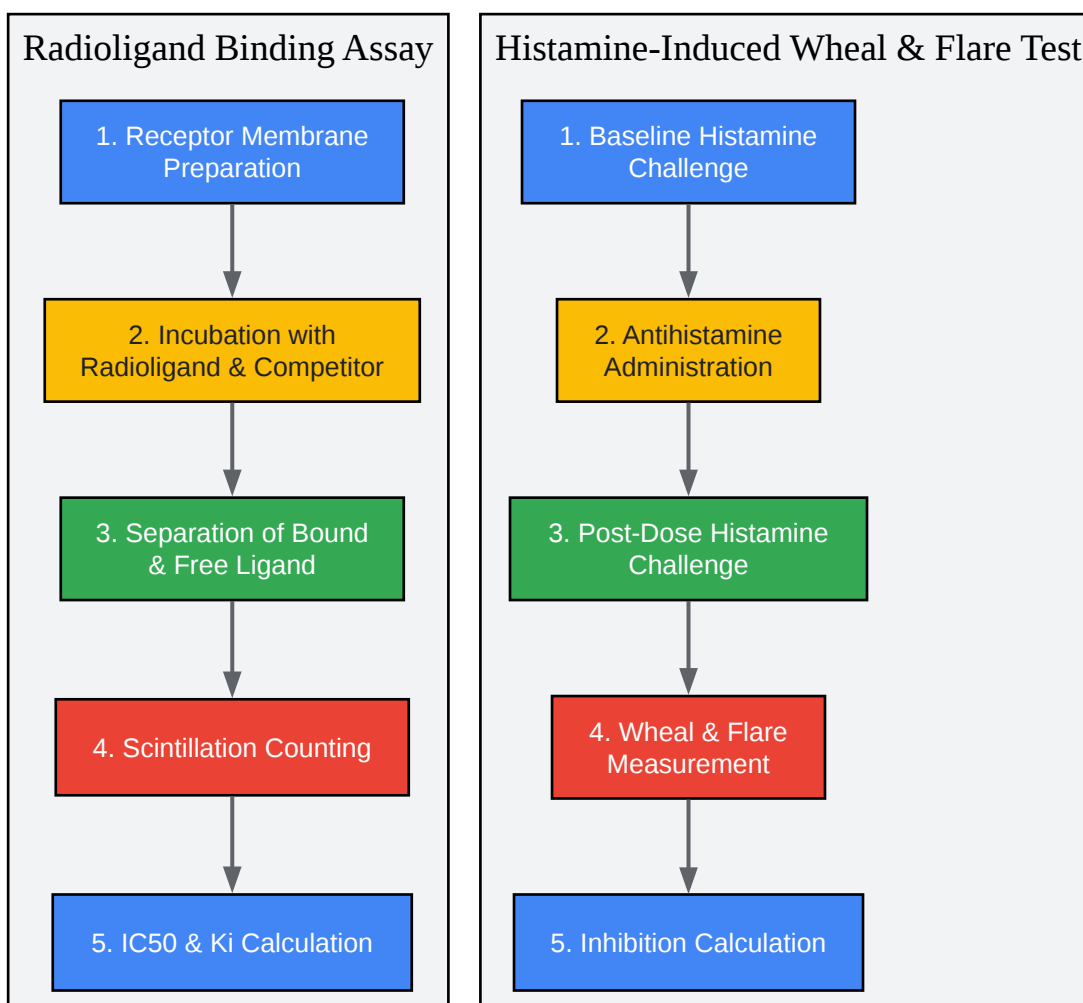 Radioligand Binding Assay
1. Receptor Membrane
Preparation
2. Incubation with
Radioligand & Competitor
3. Separation of Bound
& Free Ligand
4. Scintillation Counting
5. IC50 & Ki Calculation
Histamine-Induced Wheal & Flare Test
1. Baseline Histamine
Challenge
2. Antihistamine
Administration
3. Post-Dose Histamine
Challenge
4. Wheal & Flare
Measurement
5. Inhibition Calculation